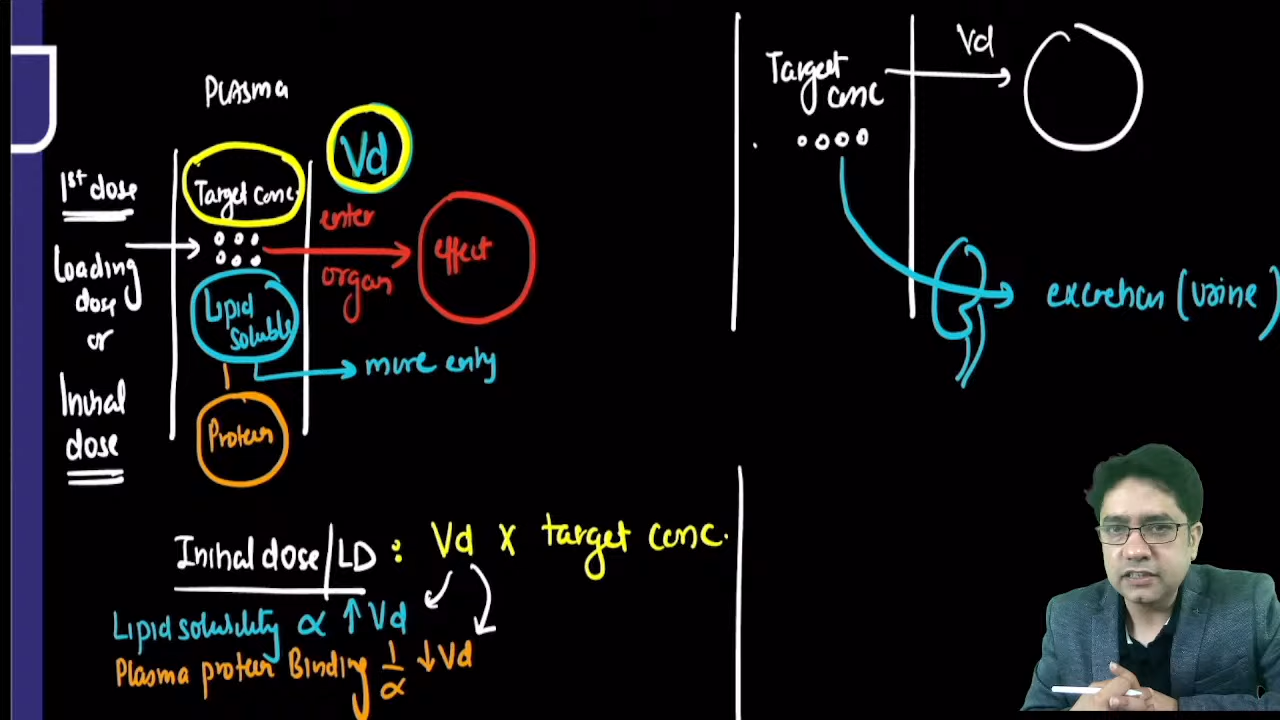 PLASMA
Vd
1st dose
Target conc.
enter
Loading
dose
or
organ
effect
Lipid
soluble
more entry
Initial
dose
Protein
Initial dose/LD : Vd x target conc.
Lipid solubility α ↑ Vd
Plasma protein Binding 1/α ↓ Vd
Target
conc
Vd
excretion (Urine)